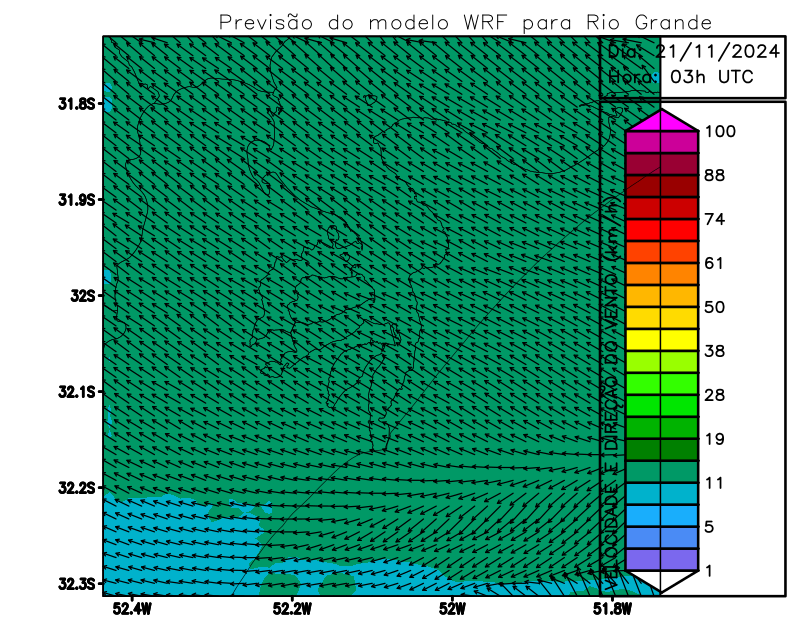 Previsão do modelo WRF para Rio Grande
Dia: 21/11/2024
Hora: 03h UTC
VELOCIDADE E DIREÇÃO DO VENTO (km/h)
100
88
74
61
50
38
28
19
11
5
1
31.8S
31.9S
32S
32.1S
32.2S
32.3S
52.4W
52.2W
52W
51.8W